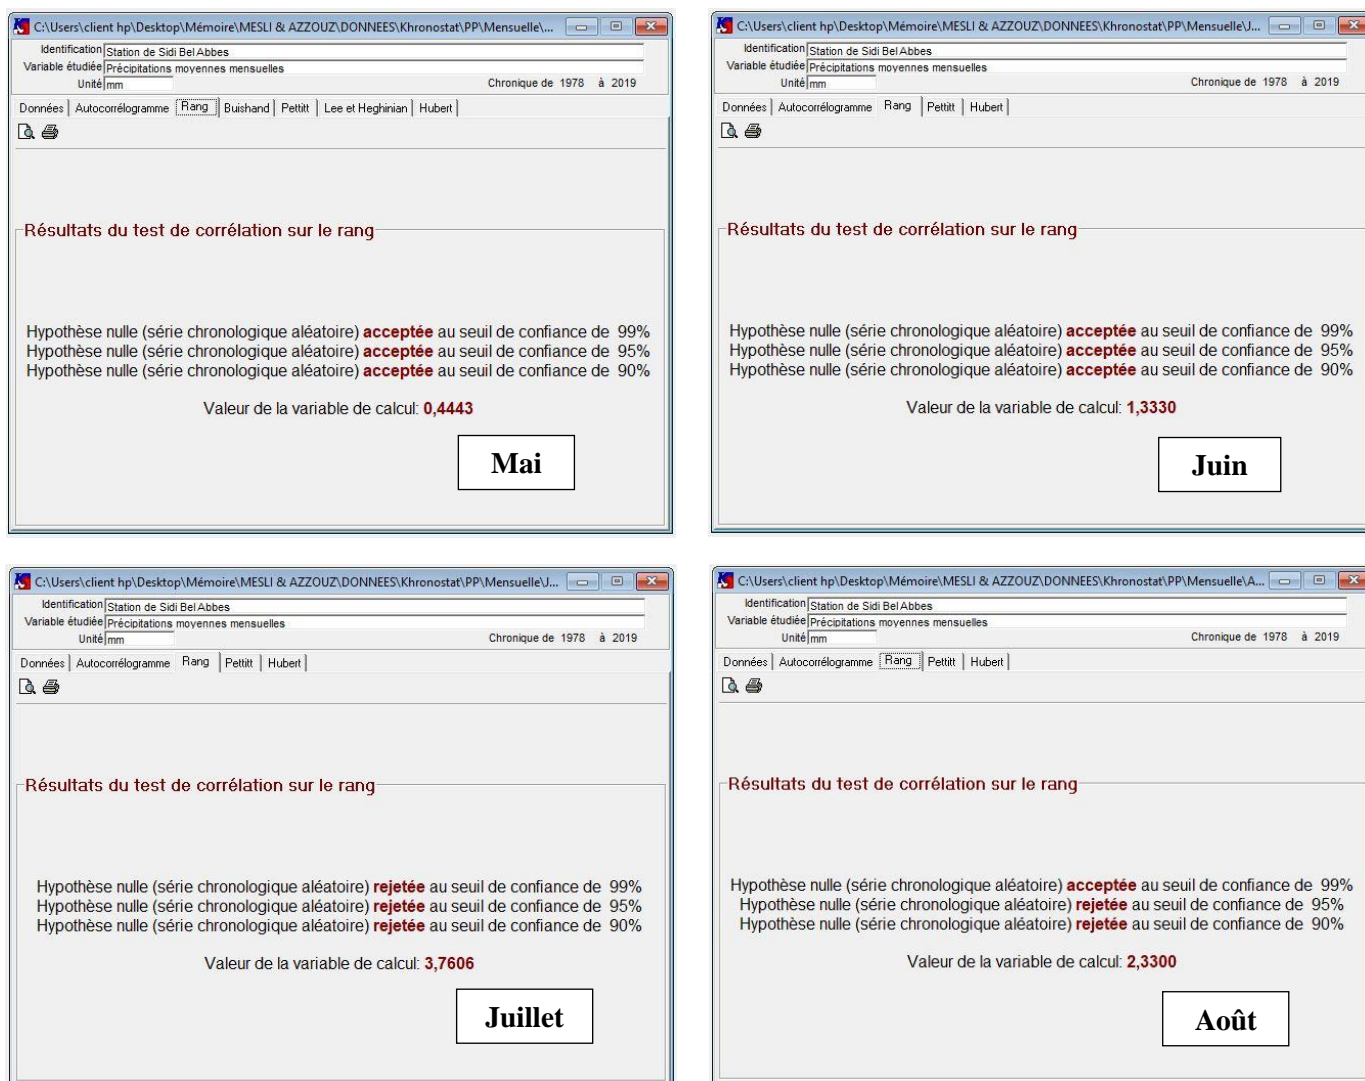 C:\Users\client hp\Desktop\Mémoire\MESLI & AZZOUZ\DONNEES\Khronostat\PP\Mensuelle\...
Identification Station de Sidi Bel Abbes
Variable étudiée Précipitations moyennes mensuelles
Unité mm Chronique de 1978 à 2019
Données Autocorrélogramme Rang Buishand Pettitt Lee et Heghinian Hubert
Résultats du test de corrélation sur le rang
Hypothèse nulle (série chronologique aléatoire) acceptée au seuil de confiance de 99%
Hypothèse nulle (série chronologique aléatoire) acceptée au seuil de confiance de 95%
Hypothèse nulle (série chronologique aléatoire) acceptée au seuil de confiance de 90%
Valeur de la variable de calcul: 0,4443
Mai
C:\Users\client hp\Desktop\Mémoire\MESLI & AZZOUZ\DONNEES\Khronostat\PP\Mensuelle\J...
Identification Station de Sidi Bel Abbes
Variable étudiée Précipitations moyennes mensuelles
Unité mm Chronique de 1978 à 2019
Données Autocorrélogramme Rang Pettitt Hubert
Résultats du test de corrélation sur le rang
Hypothèse nulle (série chronologique aléatoire) acceptée au seuil de confiance de 99%
Hypothèse nulle (série chronologique aléatoire) acceptée au seuil de confiance de 95%
Hypothèse nulle (série chronologique aléatoire) acceptée au seuil de confiance de 90%
Valeur de la variable de calcul: 1,3330
Juin
C:\Users\client hp\Desktop\Mémoire\MESLI & AZZOUZ\DONNEES\Khronostat\PP\Mensuelle\J...
Identification Station de Sidi Bel Abbes
Variable étudiée Précipitations moyennes mensuelles
Unité mm Chronique de 1978 à 2019
Données Autocorrélogramme Rang Pettitt Hubert
Résultats du test de corrélation sur le rang
Hypothèse nulle (série chronologique aléatoire) rejetée au seuil de confiance de 99%
Hypothèse nulle (série chronologique aléatoire) rejetée au seuil de confiance de 95%
Hypothèse nulle (série chronologique aléatoire) rejetée au seuil de confiance de 90%
Valeur de la variable de calcul: 3,7606
Juillet
C:\Users\client hp\Desktop\Mémoire\MESLI & AZZOUZ\DONNEES\Khronostat\PP\Mensuelle\A...
Identification Station de Sidi Bel Abbes
Variable étudiée Précipitations moyennes mensuelles
Unité mm Chronique de 1978 à 2019
Données Autocorrélogramme Rang Pettitt Hubert
Résultats du test de corrélation sur le rang
Hypothèse nulle (série chronologique aléatoire) acceptée au seuil de confiance de 99%
Hypothèse nulle (série chronologique aléatoire) rejetée au seuil de confiance de 95%
Hypothèse nulle (série chronologique aléatoire) rejetée au seuil de confiance de 90%
Valeur de la variable de calcul: 2,3300
Août